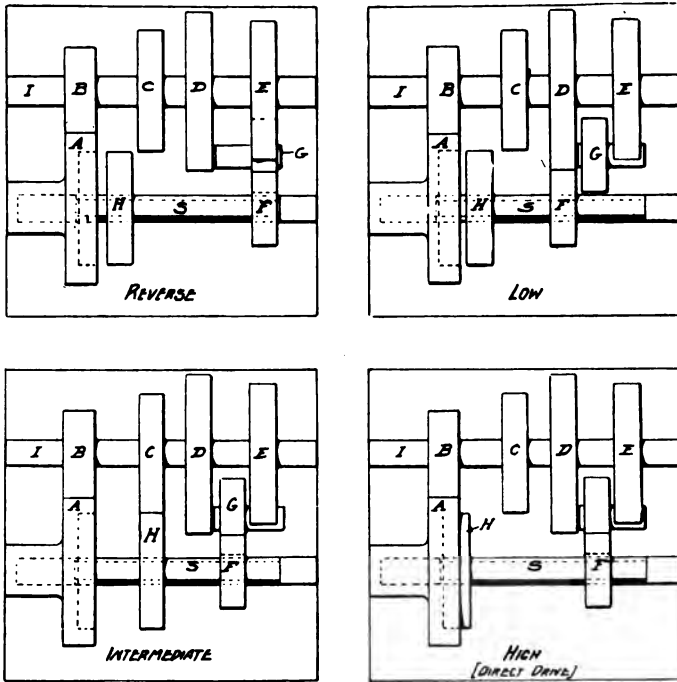 I B C D E
A G
H S F
REVERSE
I B C D E
A G
H S F
LOW
I B C D E
A G
H
S F
INTERMEDIATE
I B C D E
A
H
S F
HIGH
[DIRECT DRIVE]